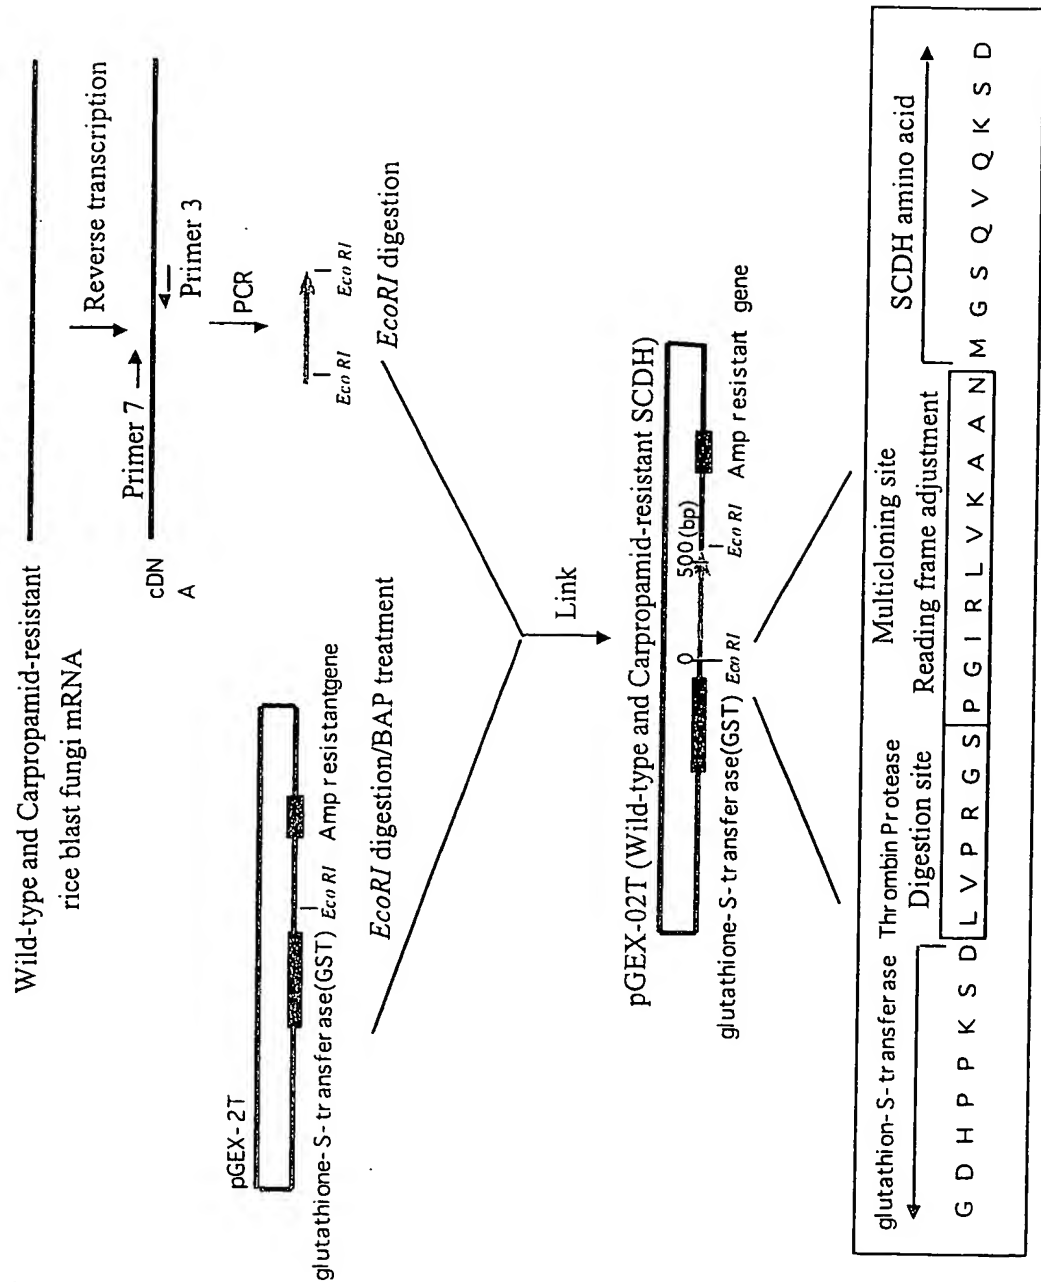 Wild-type and Carpropamid-resistant
rice blast fungi mRNA
Reverse transcription
Primer 7
cDN
A
Primer 3
PCR
Eco RI
Eco RI
EcoRI digestion
pGEX-2T
Eco RI
glutathione-S-transferase(GST)
Amp resistantgene
EcoRI digestion/BAP treatment
Link
pGEX-02T (Wild-type and Carpropamid-resistant SCDH)
0
500(bp)
Eco RI
Eco RI
glutathione-S-transferase(GST)
Amp resistant gene
glutathion-S-transferase
Thrombin Protease
Digestion site
Multicloning site
Reading frame adjustment
SCDH amino acid
G D H P P K S D L V P R G S P G I R L V K A A N M G S Q V Q K S D